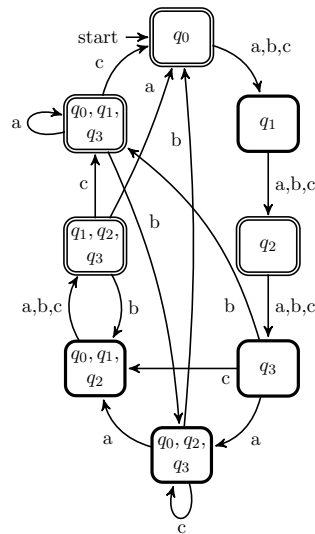 start
q0
a,b,c
c
a
q0, q1,
q3
a
q1
b
b
a,b,c
c
q1, q2,
q3
q2
a,b,c
b
b
a,b,c
q0, q1,
q2
c
q3
a
a
q0, q2,
q3
c